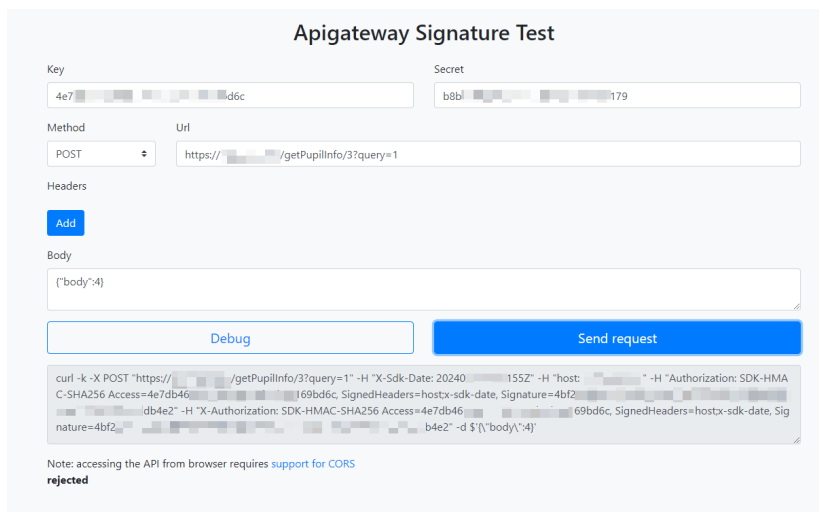 Apigateway Signature Test
Key
Secret
4e7 d6c
b8b 179
Method
Url
POST
https:// /getPupilInfo/3?query=1
Headers
Add
Body
{"body":4}
Debug
Send request
curl -k -X POST "https:// /getPupilInfo/3?query=1" -H "X-Sdk-Date: 20240 155Z" -H "host: " -H "Authorization: SDK-HMA
C-SHA256 Access=4e7db46 169bd6c, SignedHeaders=host;x-sdk-date, Signature=4bf2
db4e2" -H "X-Authorization: SDK-HMAC-SHA256 Access=4e7db46 69bd6c, SignedHeaders=host;x-sdk-date, Sig
nature=4bf2 b4e2" -d $'{\"body\":4}'
Note: accessing the API from browser requires support for CORS
rejected